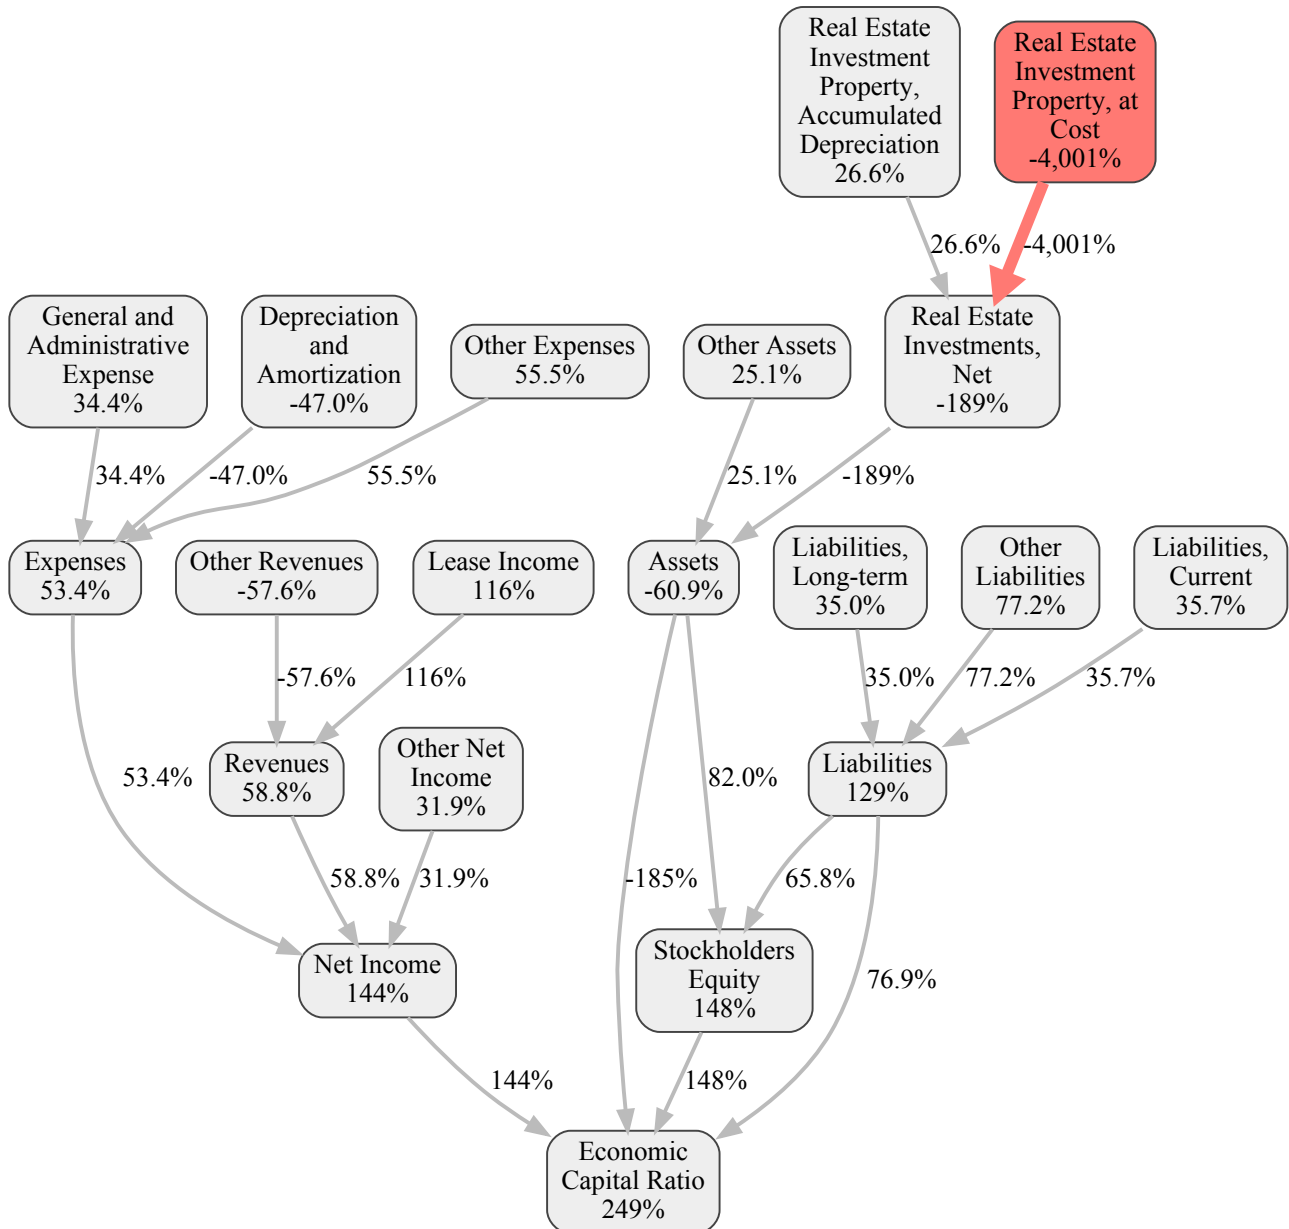 Real Estate
Investment
Property,
Accumulated
Depreciation
26.6%
Real Estate
Investment
Property, at
Cost
-4,001%
26.6%
-4,001%
General and
Administrative
Expense
34.4%
Depreciation
and
Amortization
-47.0%
Other Expenses
55.5%
Other Assets
25.1%
Real Estate
Investments,
Net
-189%
34.4%
-47.0%
55.5%
25.1%
-189%
Expenses
53.4%
Other Revenues
-57.6%
Lease Income
116%
Assets
-60.9%
Liabilities,
Long-term
35.0%
Other
Liabilities
77.2%
Liabilities,
Current
35.7%
-57.6%
116%
35.0%
77.2%
35.7%
53.4%
Revenues
58.8%
Other Net
Income
31.9%
82.0%
Liabilities
129%
58.8%
31.9%
-185%
65.8%
Net Income
144%
Stockholders
Equity
148%
76.9%
144%
148%
Economic
Capital Ratio
249%